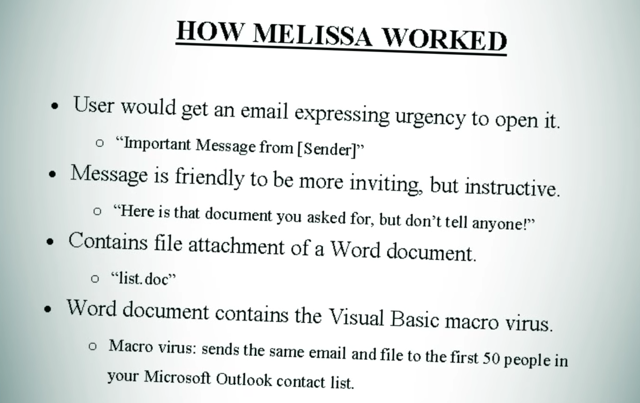 HOW MELISSA WORKED
• User would get an email expressing urgency to open it.
o “Important Message from [Sender]”
• Message is friendly to be more inviting, but instructive.
o “Here is that document you asked for, but don’t tell anyone!”
• Contains file attachment of a Word document.
o “list.doc”
• Word document contains the Visual Basic macro virus.
o Macro virus: sends the same email and file to the first 50 people in
your Microsoft Outlook contact list.